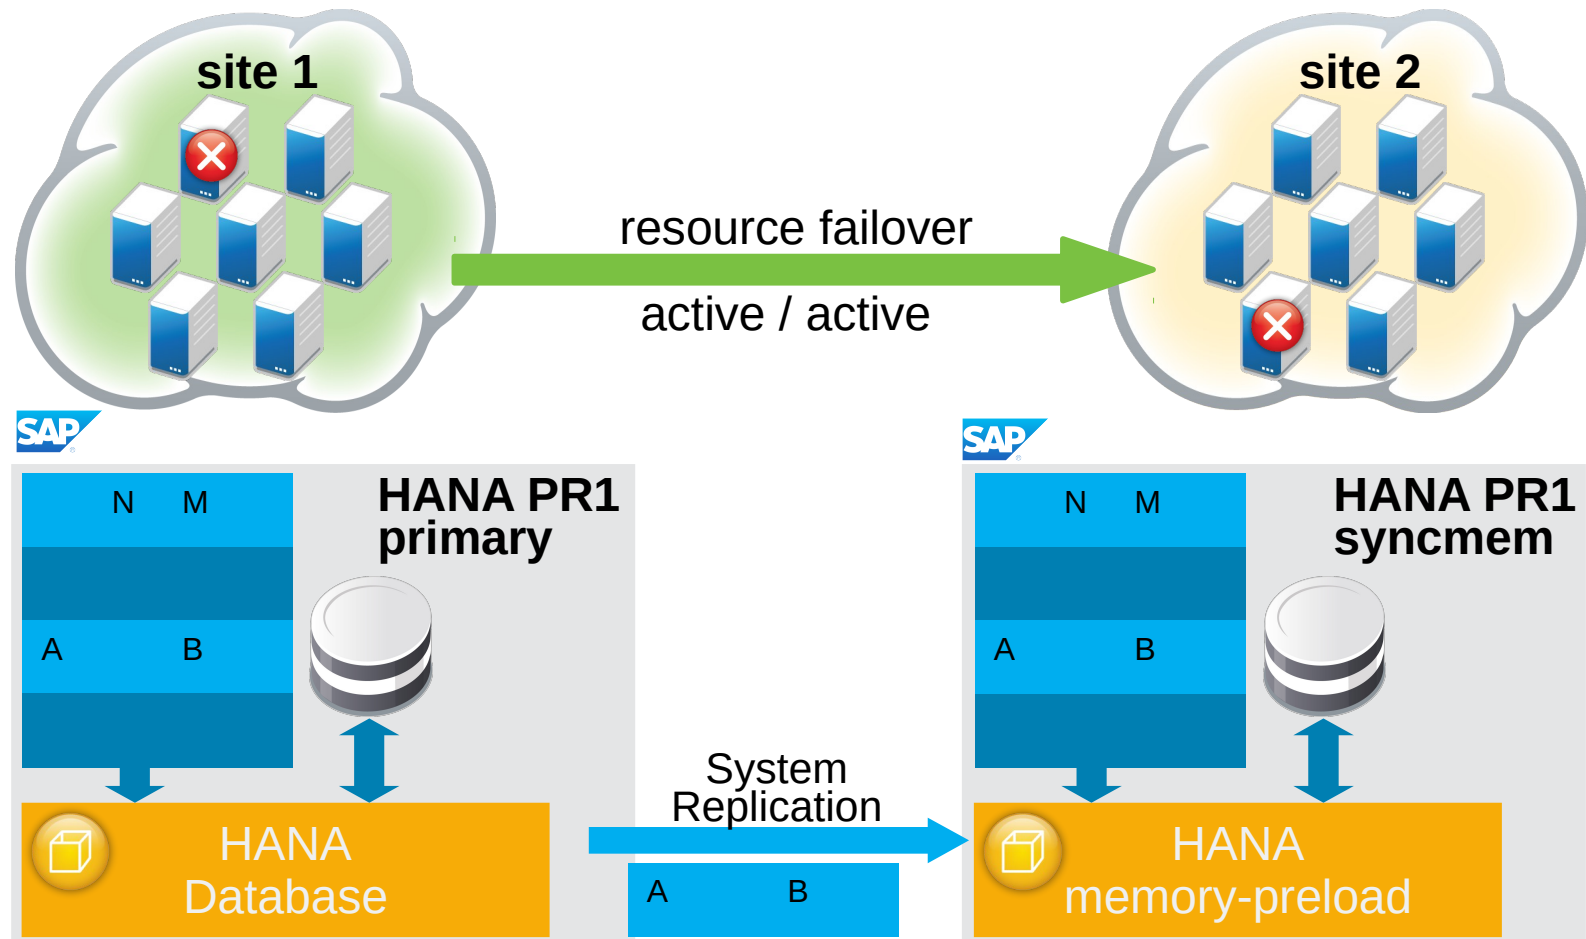 site 1
site 2
resource failover
active / active
SAP
SAP
N M
HANA PR1
primary
A B
N M
HANA PR1
syncmem
A B
System
Replication
HANA
Database
A B
HANA
memory-preload